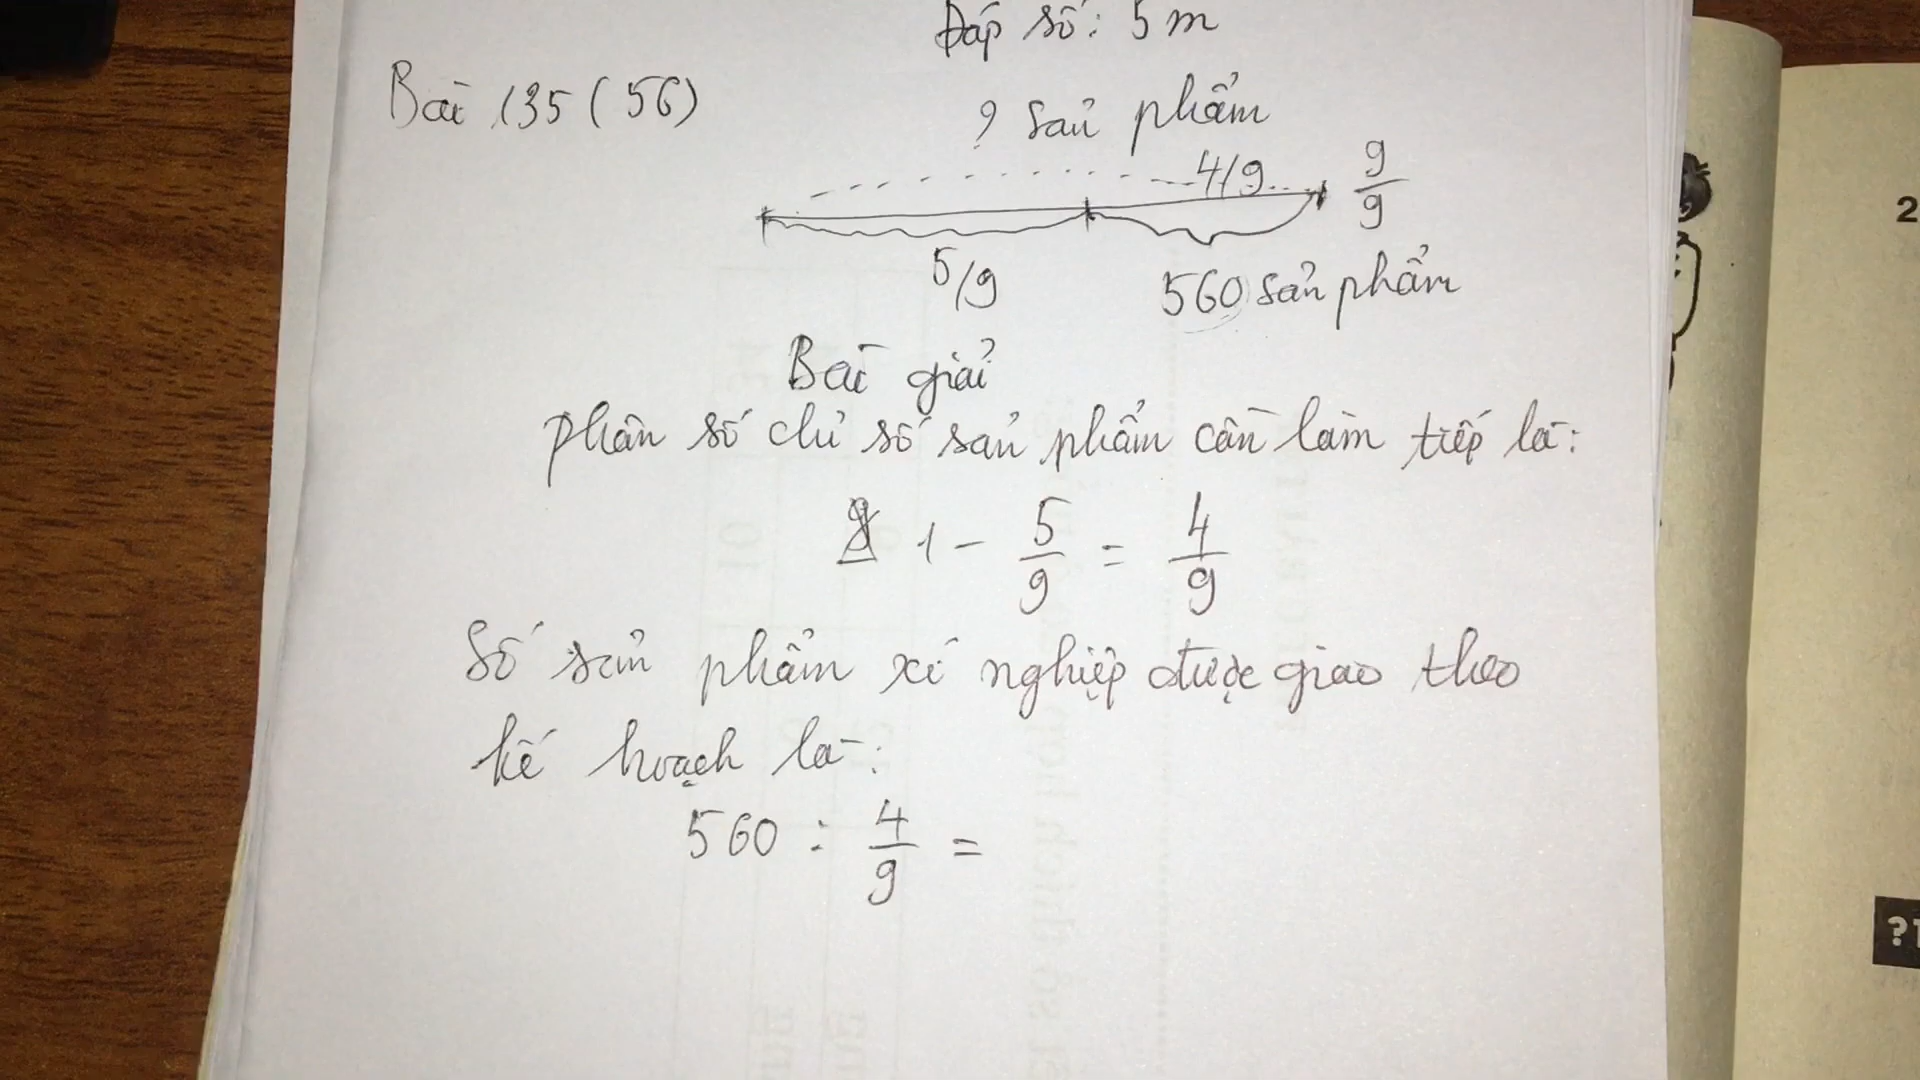 Đáp số: 5 m
Bài 135 (56)
? sản phẩm
4/9
9/9
5/9
560 sản phẩm
Bài giải
phân số chỉ số sản phẩm cần làm tiếp là:
1 - 5/9 = 4/9
Số sản phẩm xí nghiệp được giao theo
kế hoạch là:
560 : 4/9 =
2
?1